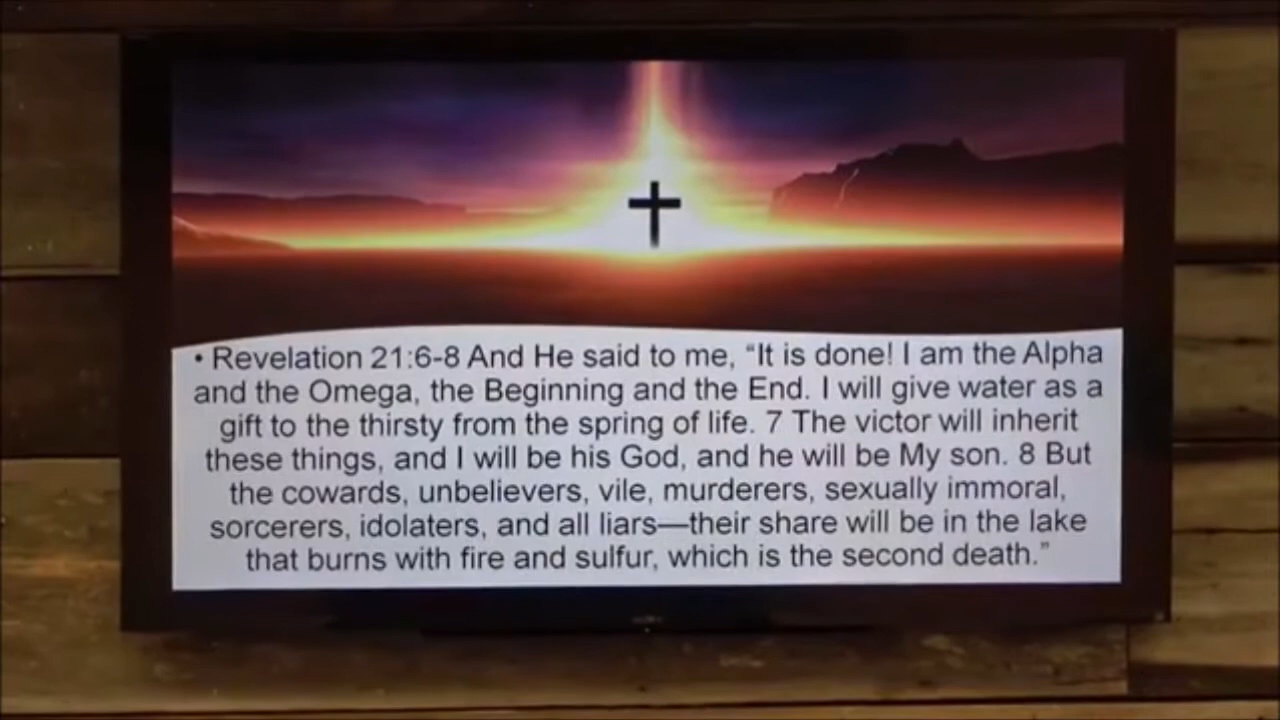 • Revelation 21:6-8 And He said to me, “It is done! I am the Alpha
and the Omega, the Beginning and the End. I will give water as a
gift to the thirsty from the spring of life. 7 The victor will inherit
these things, and I will be his God, and he will be My son. 8 But
the cowards, unbelievers, vile, murderers, sexually immoral,
sorcerers, idolaters, and all liars—their share will be in the lake
that burns with fire and sulfur, which is the second death.”